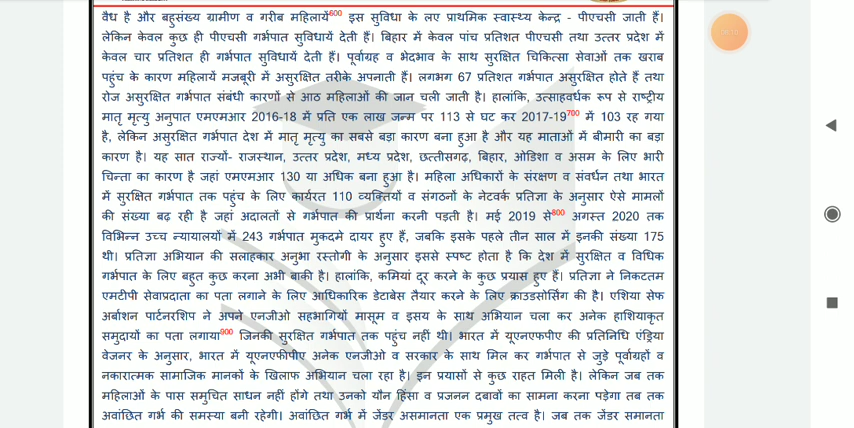 वैध है और बहुसंख्य ग्रामीण व गरीब महिलायें600 इस सुविधा के लए प्राथमिक स्वास्थ्य केन्द्र - पीएचसी जाती हैं।
लेकिन केवल कुछ ही पीएचसी गर्भपात सुविधायें देती हैं। बिहार में केवल पांच प्रतिशत पीएचसी तथा उत्तर प्रदेश में
केवल चार प्रतिशत ही गर्भपात सुविधायें देती हैं। पूर्वाग्रह व भेदभाव के साथ सुरक्षित चिकित्सा सेवाओं तक खराब
पहुंच के कारण महिलायें मजबूरी में असुरक्षित तरीके अपनाती हैं। लगभग 67 प्रतिशत गर्भपात असुरक्षित होते हैं तथा
रोज असुरक्षित गर्भपात संबंधी कारणों से आठ महिलाओं की जान चली जाती है। हालांकि, उत्साहवर्धक रूप से राष्ट्रीय
मातृ मृत्यु अनुपात एमएमआर 2016-18 में प्रति एक लाख जन्म पर 113 से घट कर 2017-19700 में 103 रह गया
है, लेकिन असुरक्षित गर्भपात देश में मातृ मृत्यु का सबसे बडा कारण बना हुआ है और यह माताओं में बीमारी का बडा
कारण है। यह सात राज्यों- राजस्थान, उत्तर प्रदेश, मध्य प्रदेश, छत्तीसगढ़, बिहार, ओडिशा व असम के लिए भारी
चिन्ता का कारण है जहां एमएमआर 130 या अधिक बना हुआ है। महिला अधिकारों के संरक्षण व संवर्धन तथा भारत
में सुरक्षित गर्भपात तक पहुंच के लिए कार्यरत 110 व्यक्तियों व संगठनों के नेटवर्क प्रतिज्ञा के अनुसार ऐसे मामलों
की संख्या बढ़ रही है जहां अदालतों से गर्भपात की प्रार्थना करनी पड़ती है। मई 2019 से800 अगस्त 2020 तक
विभिन्न उच्च न्यायालयों में 243 गर्भपात मुकदमे दायर हुए हैं, जबकि इसके पहले तीन साल में इनकी संख्या 175
थी। प्रतिज्ञा अभियान की सलाहकार अनुभा रस्तोगी के अनुसार इससे स्पष्ट होता है कि देश में सुरक्षित व विधिक
गर्भपात के लिए बहुत कुछ करना अभी बाकी है। हालांकि, कमियां दूर करने के कुछ प्रयास हुए हैं। प्रतिज्ञा ने निकटतम
एमटीपी सेवाप्रदाता का पता लगाने के लिए आधिकारिक डेटाबेस तैयार करने के लिए क्राउडसोर्सिंग की है। एशिया सेफ
अर्बाशन पार्टनरशिप ने अपने एनजीओ सहभागियों मासूम व इसय के साथ अभियान चला कर अनेक हाशियाकृत
समुदायों का पता लगाया900 जिनकी सुरक्षित गर्भपात तक पहुंच नहीं थी। भारत में यूएनएफपीए की प्रतिनिधि एंड्रिया
वेजनर के अनुसार, भारत में यूएनएफीपीए अनेक एनजीओ व सरकार के साथ मिल कर गर्भपात से जुड़े पूर्वाग्रहों व
नकारात्मक सामाजिक मानकों के खिलाफ अभियान चला रहा है। इन प्रयासों से कुछ राहत मिली है। लेकिन जब तक
महिलाओं के पास समुचित साधन नहीं होंगे तथा उनको यौन हिंसा व प्रजनन दबावों का सामना करना पड़ेगा तब तक
अवांछित गर्भ की समस्या बनी रहेगी। अवांछित गर्भ में जेंडर असमानता एक प्रमुख तत्व है। जब तक जेंडर समानता